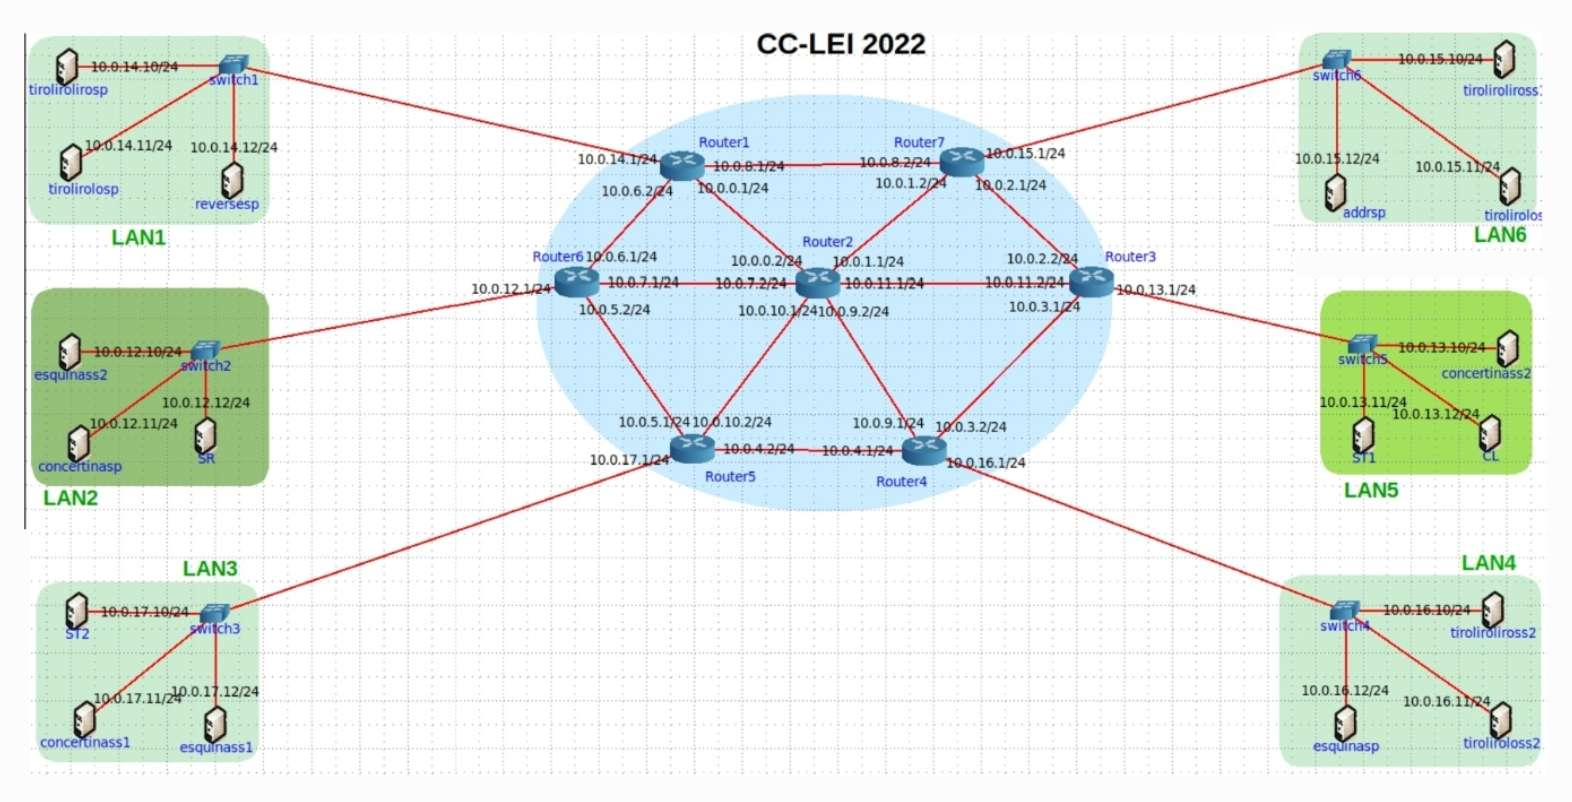 CC-LEI 2022
10.0.14.10/24
switch1
tirolirolirosp
10.0.14.11/24
10.0.14.12/24
tirolirolosp
reversesp
LAN1
10.0.15.10/24
switch6
10.0.15.12/24
10.0.15.11/24
addrsp
LAN6
Router1
Router7
10.0.14.1/24
10.0.8.1/24
10.0.8.2/24
10.0.15.1/24
10.0.6.2/24
10.0.0.1/24
10.0.1.2/24
10.0.2.1/24
Router2
Router6
10.0.6.1/24
10.0.0.2/24
10.0.1.1/24
10.0.2.2/24
Router3
10.0.12.1/24
10.0.7.1/24
10.0.7.2/24
10.0.11.1/24
10.0.11.2/24
10.0.13.1/24
10.0.5.2/24
10.0.10.1/24
10.0.9.2/24
10.0.3.1/24
10.0.5.1/24
10.0.10.2/24
10.0.9.1/24
10.0.3.2/24
10.0.17.1/24
10.0.4.2/24
10.0.4.1/24
10.0.16.1/24
Router5
Router4
10.0.12.10/24
switch2
esquinass2
10.0.12.12/24
10.0.12.11/24
concertinasp
SR
LAN2
10.0.13.10/24
switch5
concertinass2
10.0.13.11/24
10.0.13.12/24
ST1
CL
LAN5
LAN3
10.0.17.10/24
ST2
switch3
10.0.17.12/24
10.0.17.11/24
concertinass1
esquinass1
LAN4
10.0.16.10/24
switch4
tiroliroliross2
10.0.16.12/24
10.0.16.11/24
esquinasp
tiroliroloss2